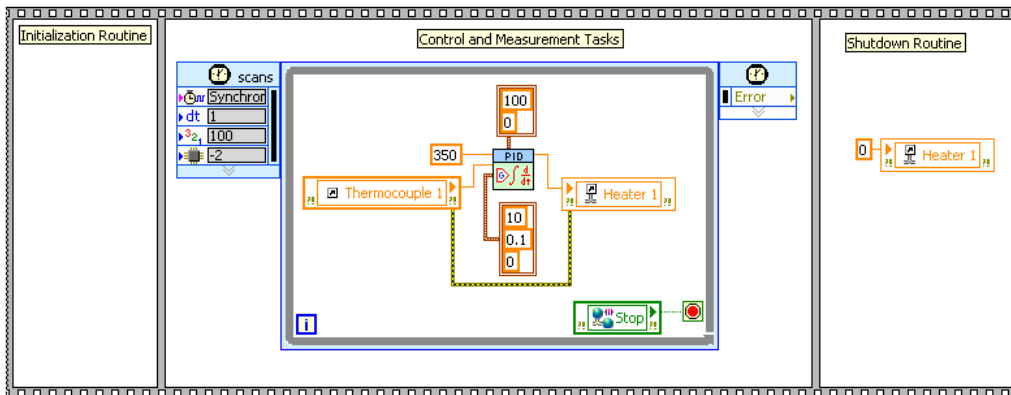 Initialization Routine
Control and Measurement Tasks
Shutdown Routine
scans
Synchror
dt 1
100
-2
Error
100
0
350
PID
Thermocouple 1
Heater 1
10
0.1
0
Stop
i
0
Heater 1